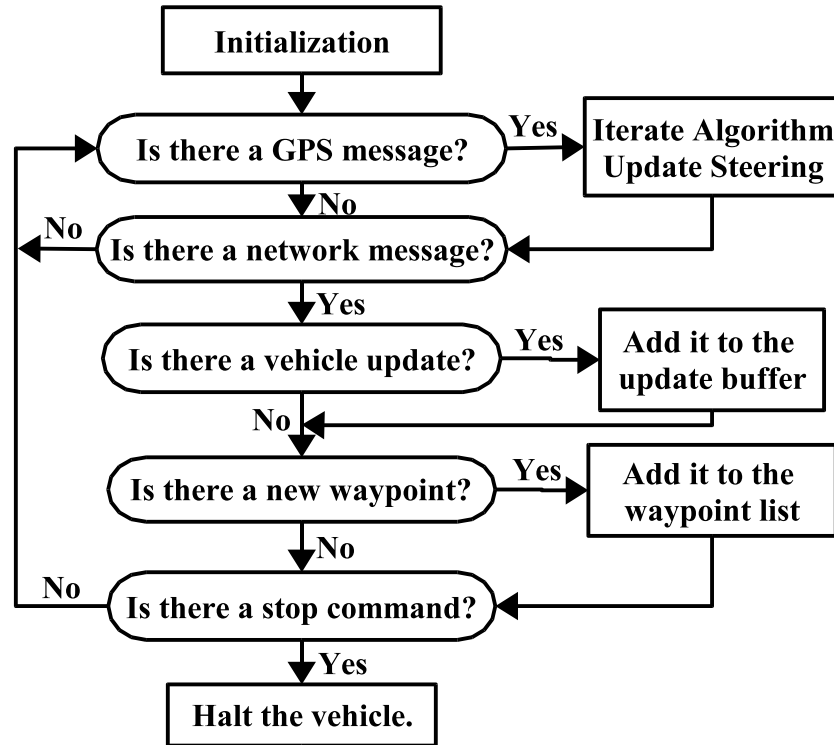 Initialization
Is there a GPS message?
Yes
Iterate Algorithm
Update Steering
No
Is there a network message?
No
Yes
Is there a vehicle update?
Yes
Add it to the
update buffer
No
Is there a new waypoint?
Yes
Add it to the
waypoint list
No
Is there a stop command?
No
Yes
Halt the vehicle.